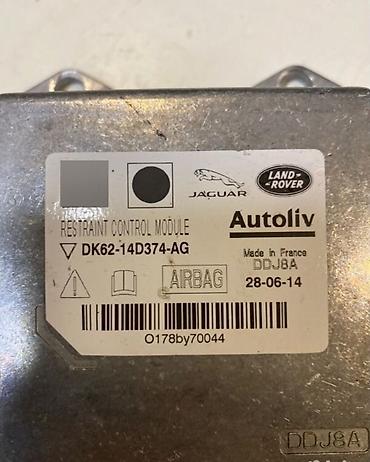 JAGUAR
LAND-
ROVER
RESTRAINT CONTROL MODULE
Autoliv
DK62-14D374-AG
Made in France
DDJ8A
AIRBAG
28-06-14
O178by70044
DDJ8A